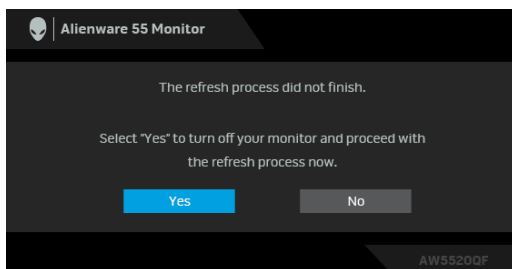 Alienware 55 Monitor
The refresh process did not finish.
Select "Yes" to turn off your monitor and proceed with
the refresh process now.
Yes
No
AW5520QF